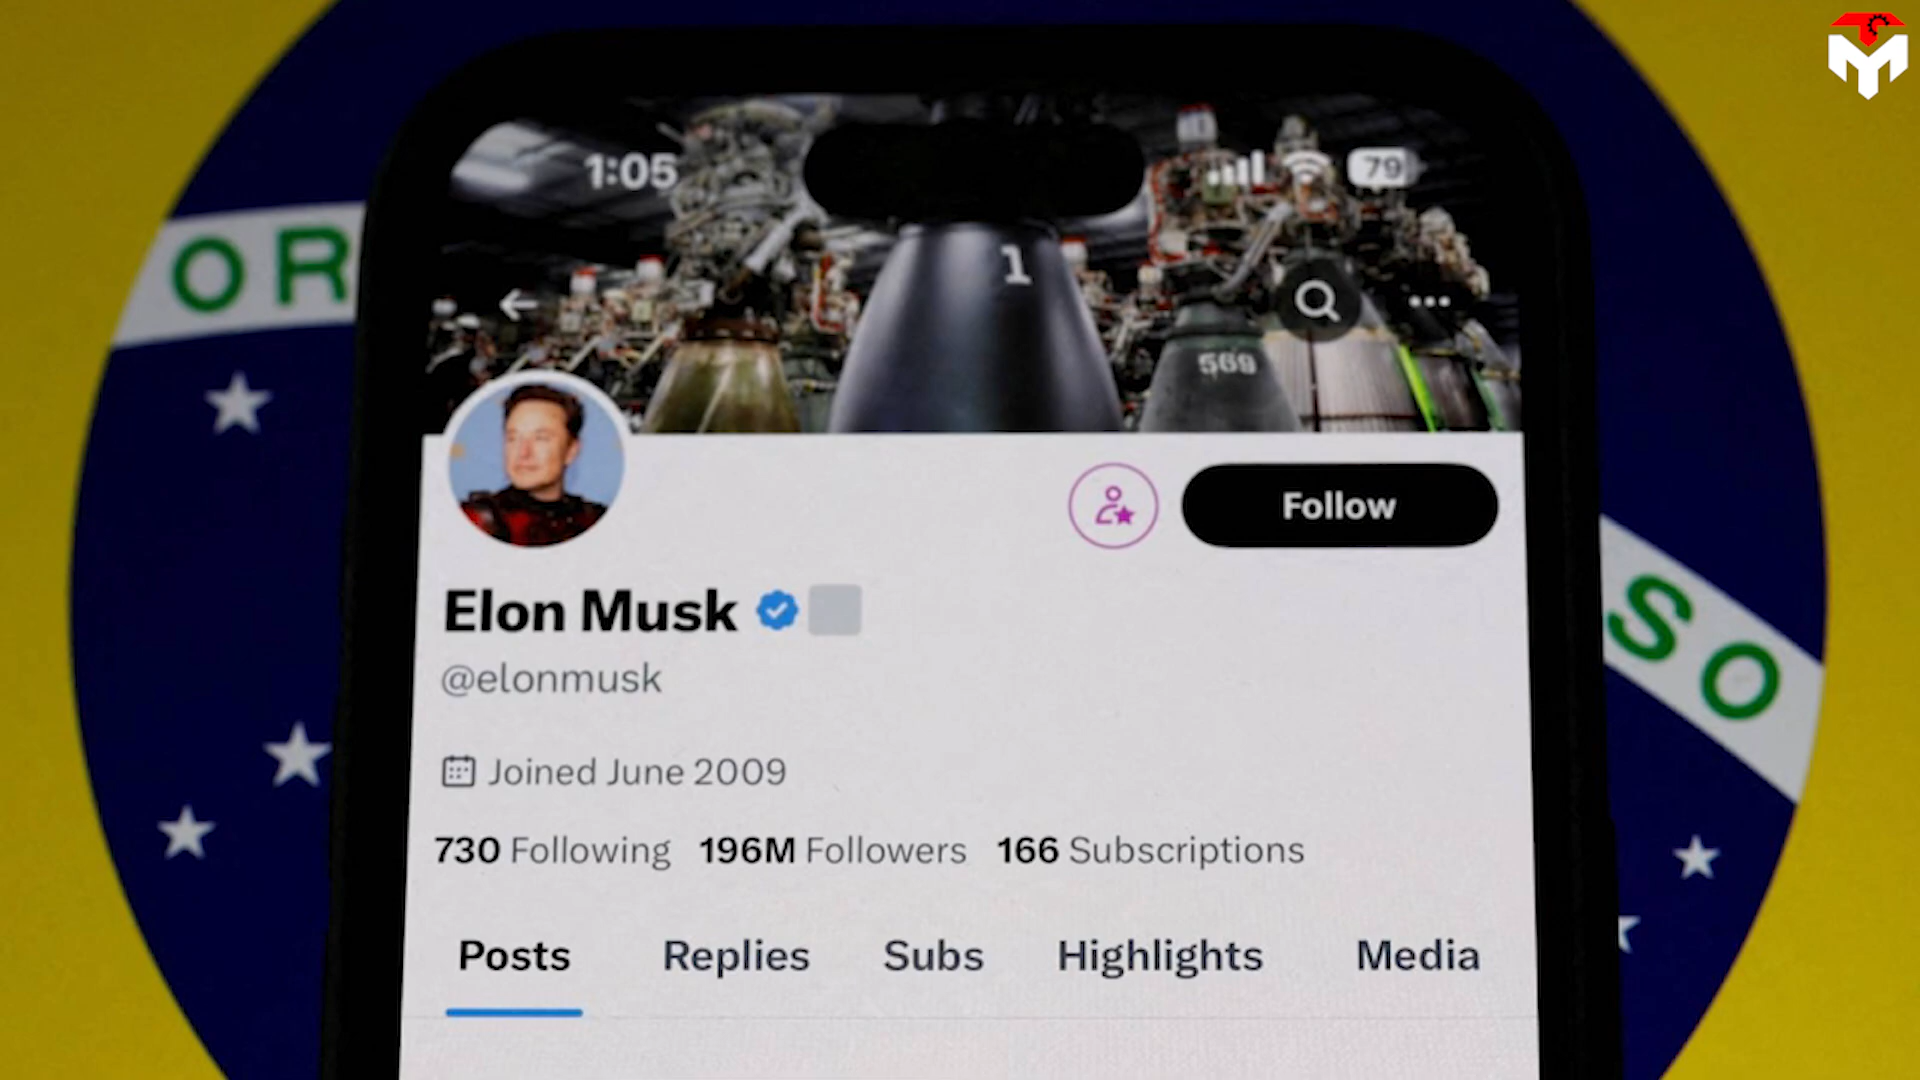 1:05 79
OR
1
569
Follow
Elon Musk
@elonmusk
SO
Joined June 2009
730 Following 196M Followers 166 Subscriptions
Posts Replies Subs Highlights Media